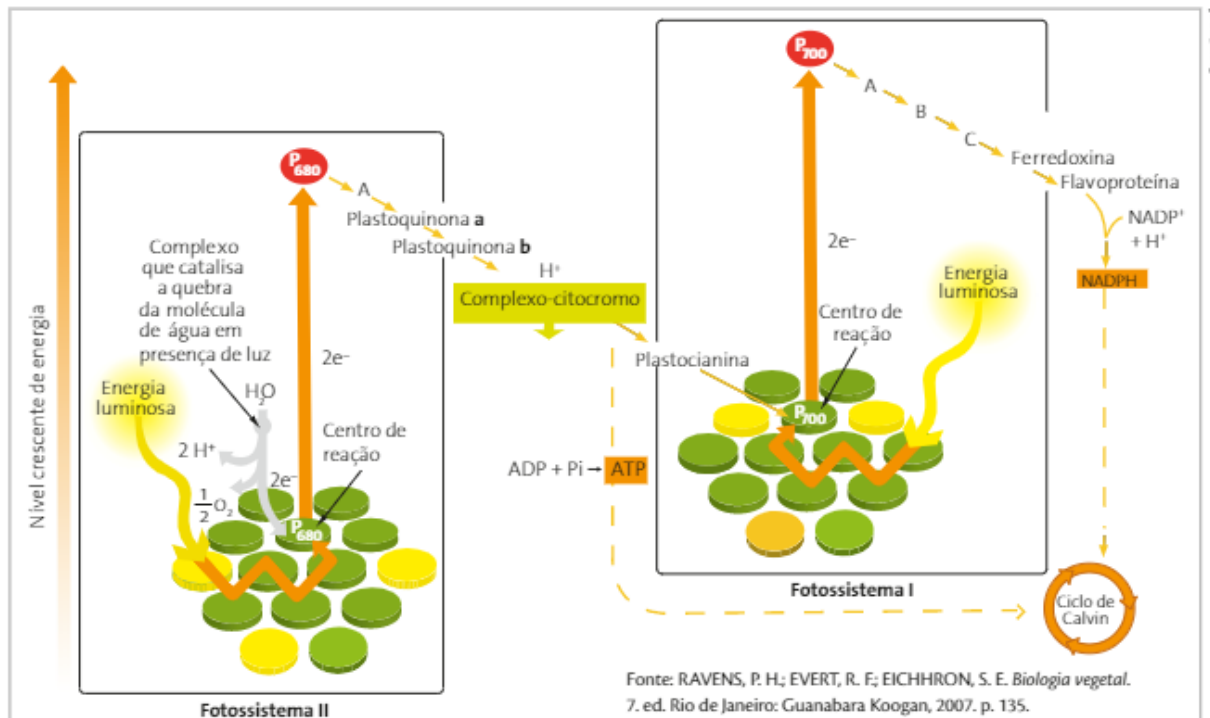 Nível crescente de energia
P680
A
Plastoquinona a
Plastoquinona b
H⁺
Complexo-citocromo
Complexo
que catalisa
a quebra
da molécula
de água em
presença de luz
Energia
luminosa
H₂O
2 H⁺
½O₂
2e⁻
2e⁻
Centro de
reação
P680
Fotossistema II
Plastocianina
ADP + Pi → ATP
P700
A
B
C
Ferredoxina
Flavoproteína
NADP⁺
+ H⁺
NADPH
2e⁻
Energia
luminosa
Centro de
reação
P700
Fotossistema I
Ciclo de
Calvin
Fonte: RAVENS, P. H.; EVERT, R. F.; EICHHRON, S. E. Biologia vegetal.
7. ed. Rio de Janeiro: Guanabara Koogan, 2007. p. 135.